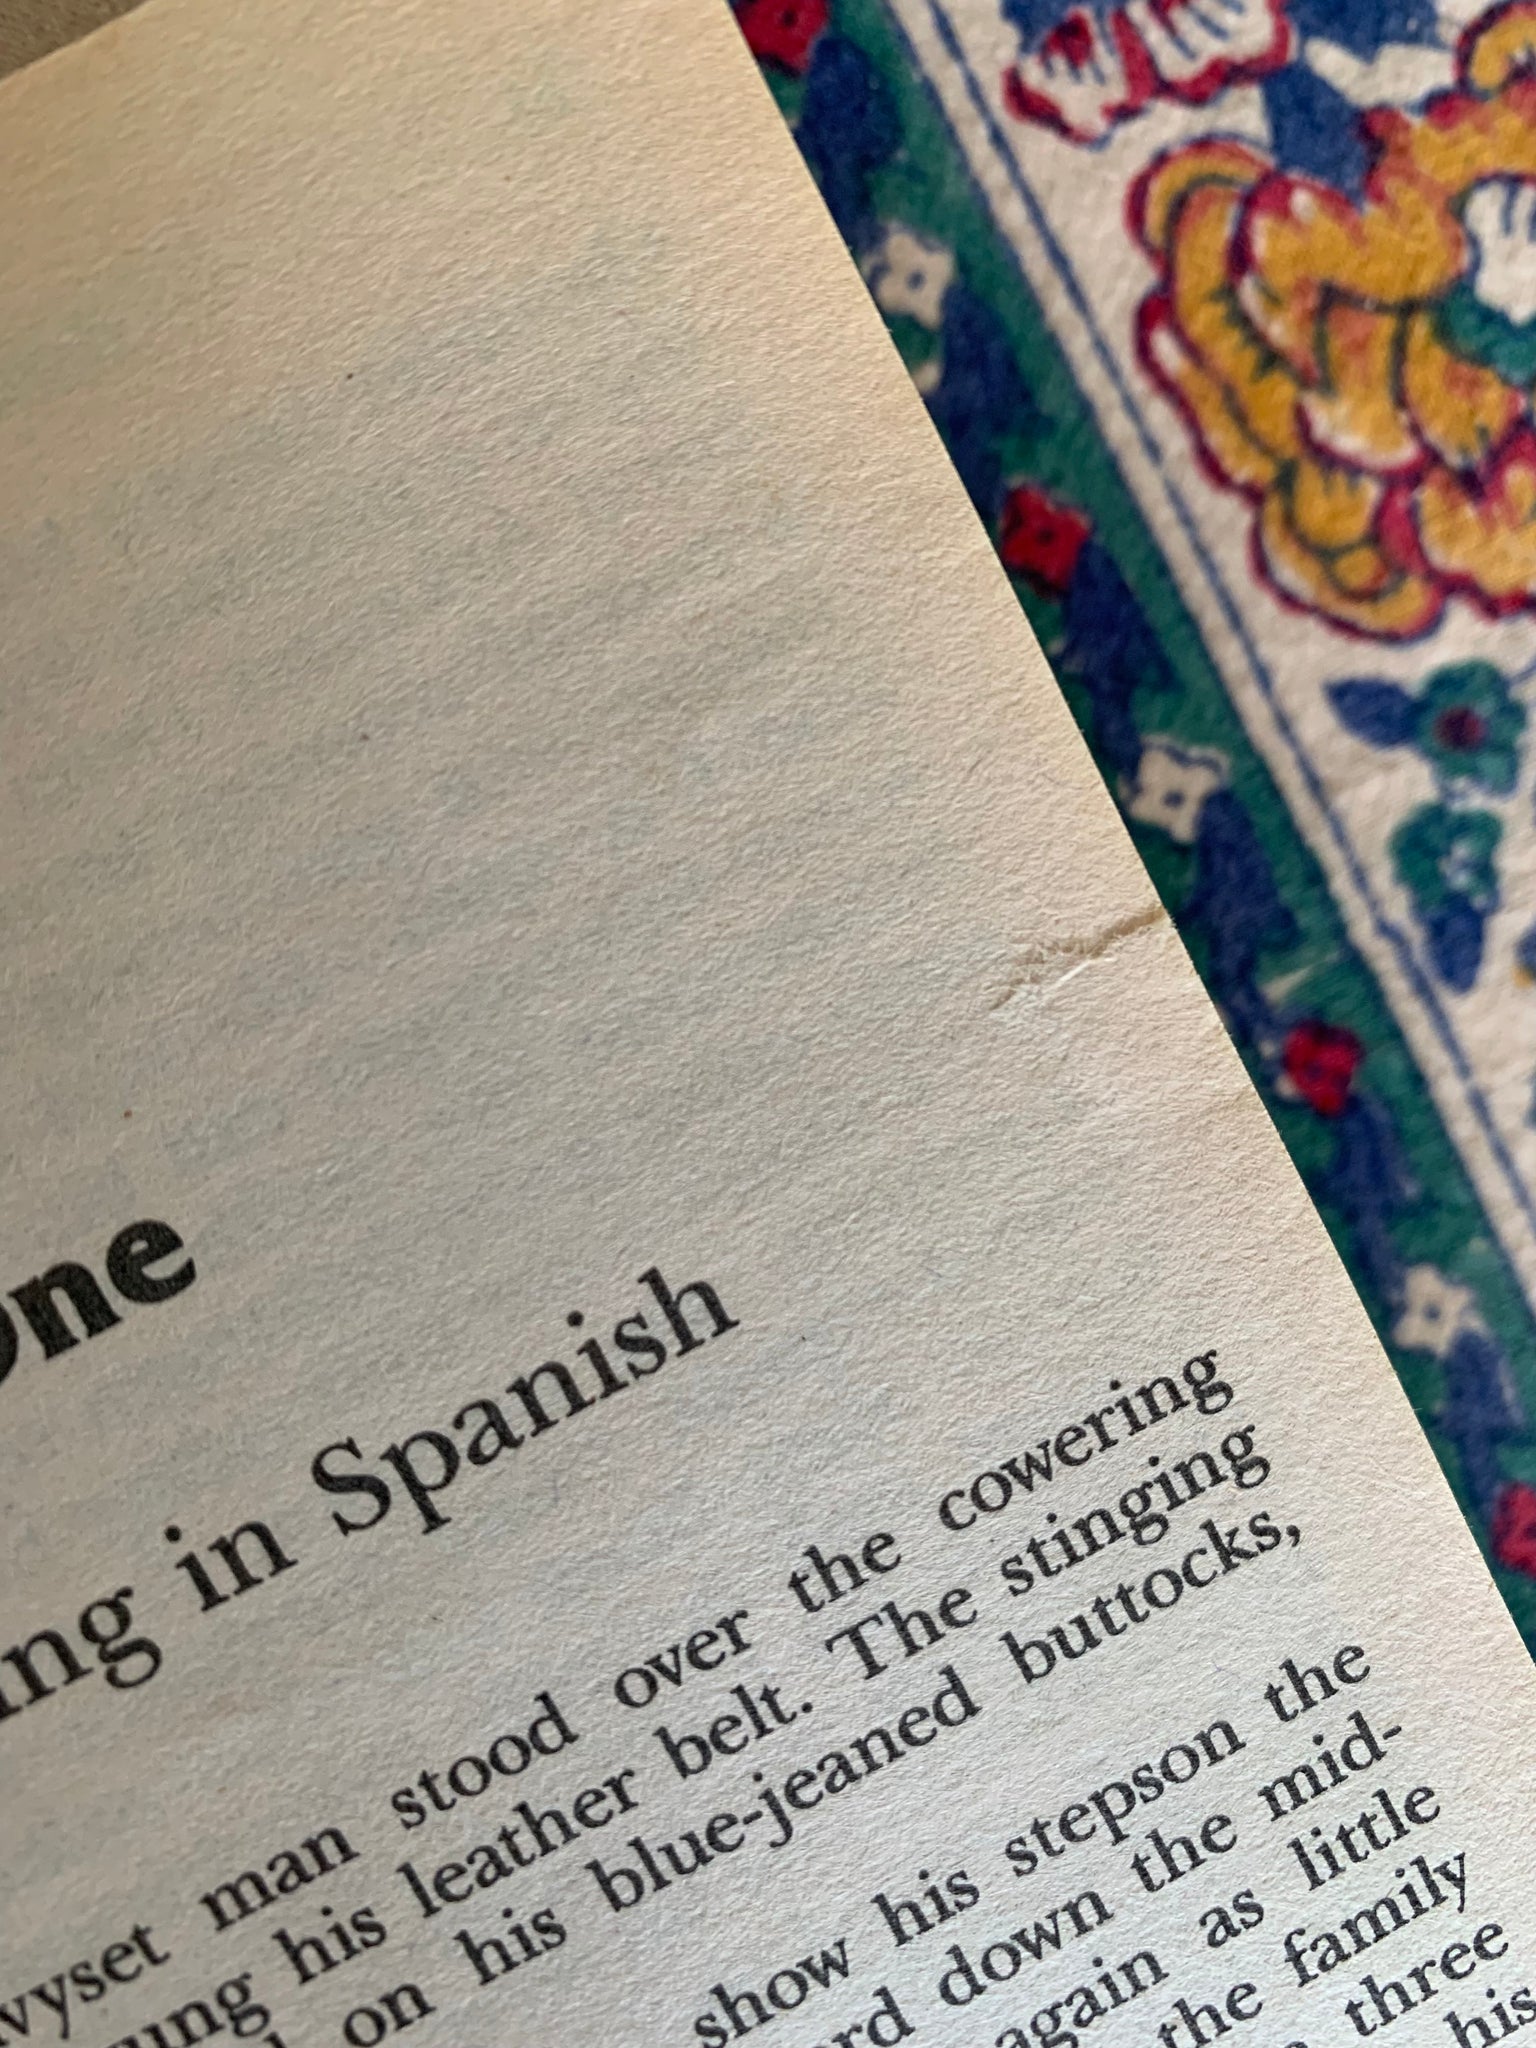 One
ing in Spanish
vyset man stood over the cowering
ung his leather belt. The stinging
on his blue-jeaned buttocks,
show his stepson the
rd down the mid-
again as little
the family
three
his